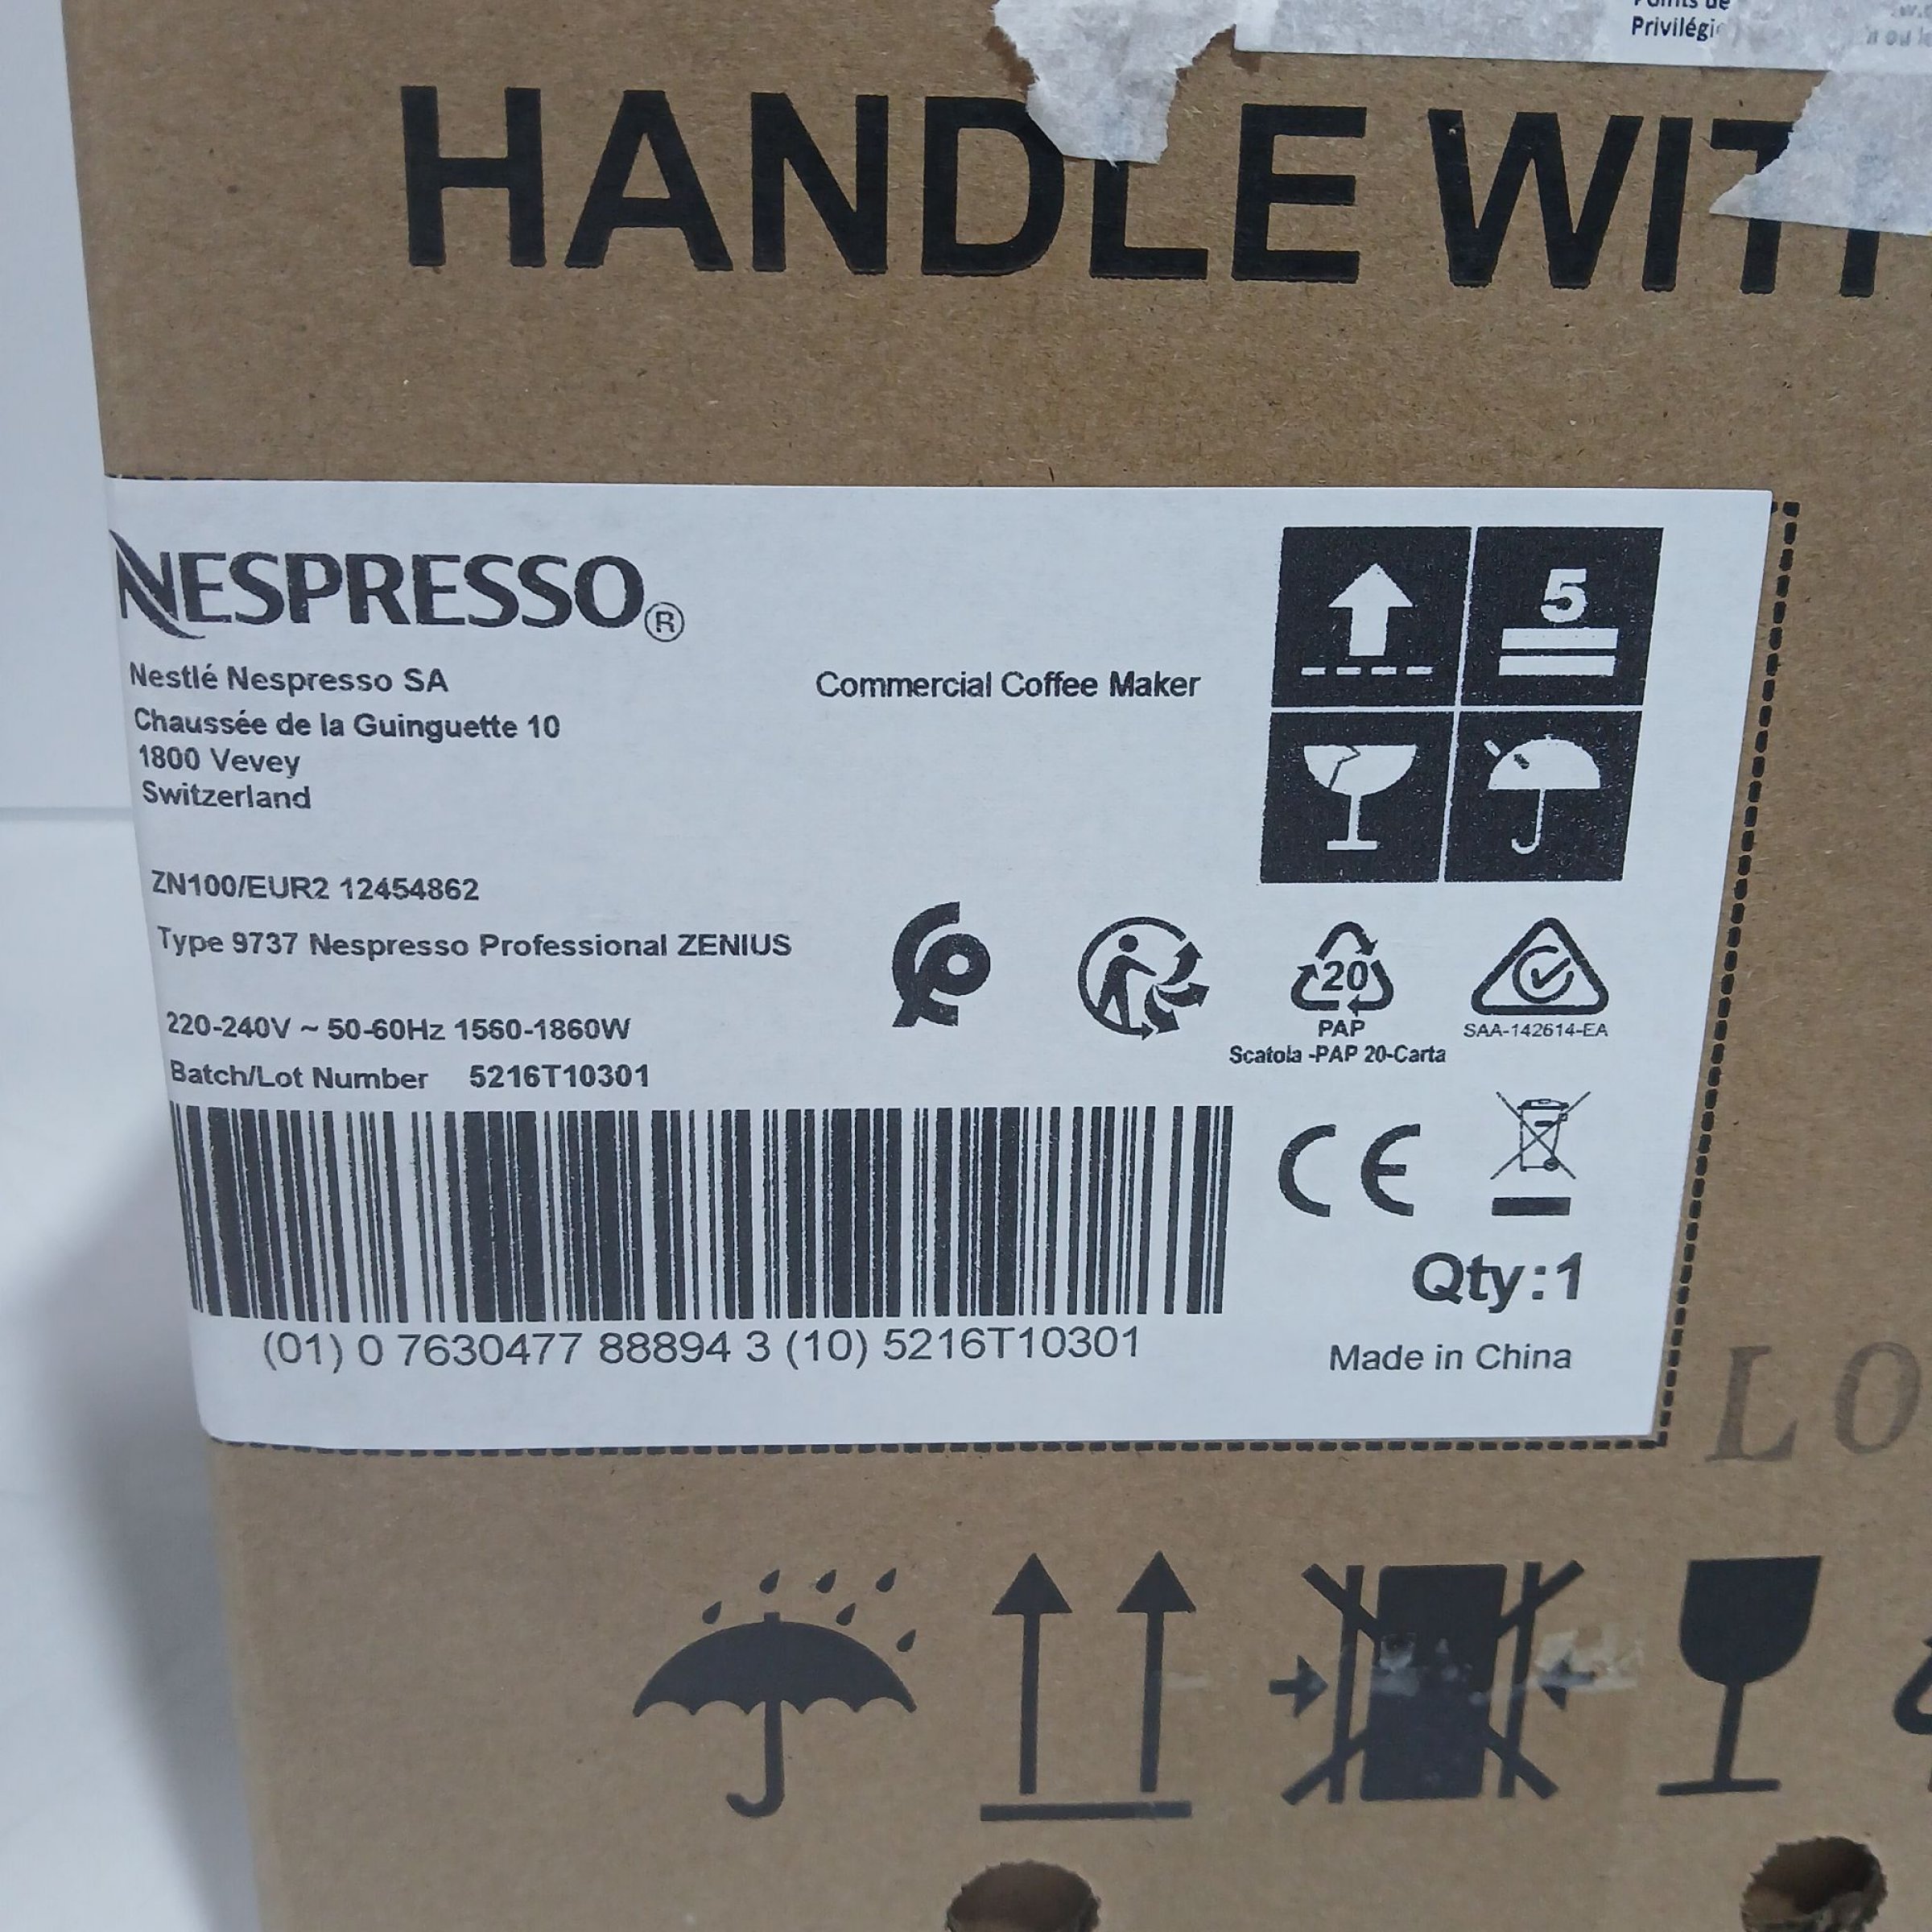 Points de
Privilégi
HANDLE WITH
NESPRESSO®
Nestlé Nespresso SA
Chaussée de la Guinguette 10
1800 Vevey
Switzerland
Commercial Coffee Maker
5
ZN100/EUR2 12454862
Type 9737 Nespresso Professional ZENIUS
220-240V ~ 50-60Hz 1560-1860W
Batch/Lot Number 5216T10301
20
PAP
Scatola -PAP 20-Carta
SAA-142614-EA
CE
(01) 0 7630477 88894 3 (10) 5216T10301
Qty:1
Made in China
LO